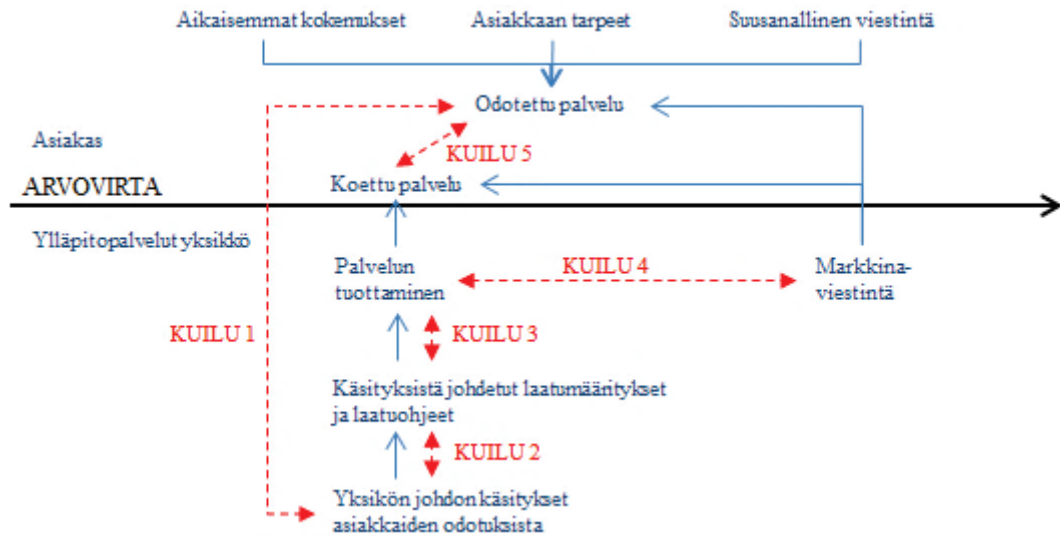 Aikaisemmat kokemukset
Asiakkaan tarpeet
Suusanallinen viestintä
Odotettu palvelu
Asiakas
KUILU 5
ARVOVIRTA
Koettu palvelu
Ylläpitopalvelut yksikkö
Palvelun
tuottaminen
KUILU 4
Markkina-
viestintä
KUILU 1
KUILU 3
Käsityksistä johdetut laatumääritykset
ja laatuohjeet
KUILU 2
Yksikön johdon käsitykset
asiakkaiden odotuksista